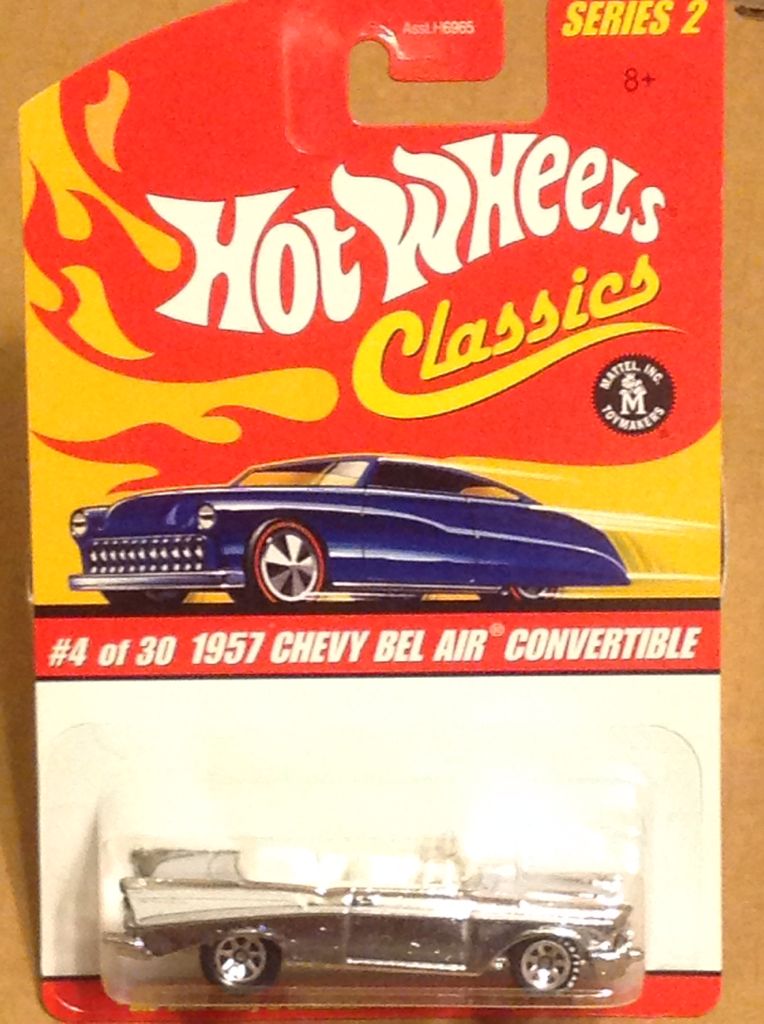 Asst.H6965
SERIES 2
8+
Hot Wheels
Classics
MATTEL, INC.
M
TOYMAKERS
#4 of 30 1957 CHEVY BEL AIR® CONVERTIBLE